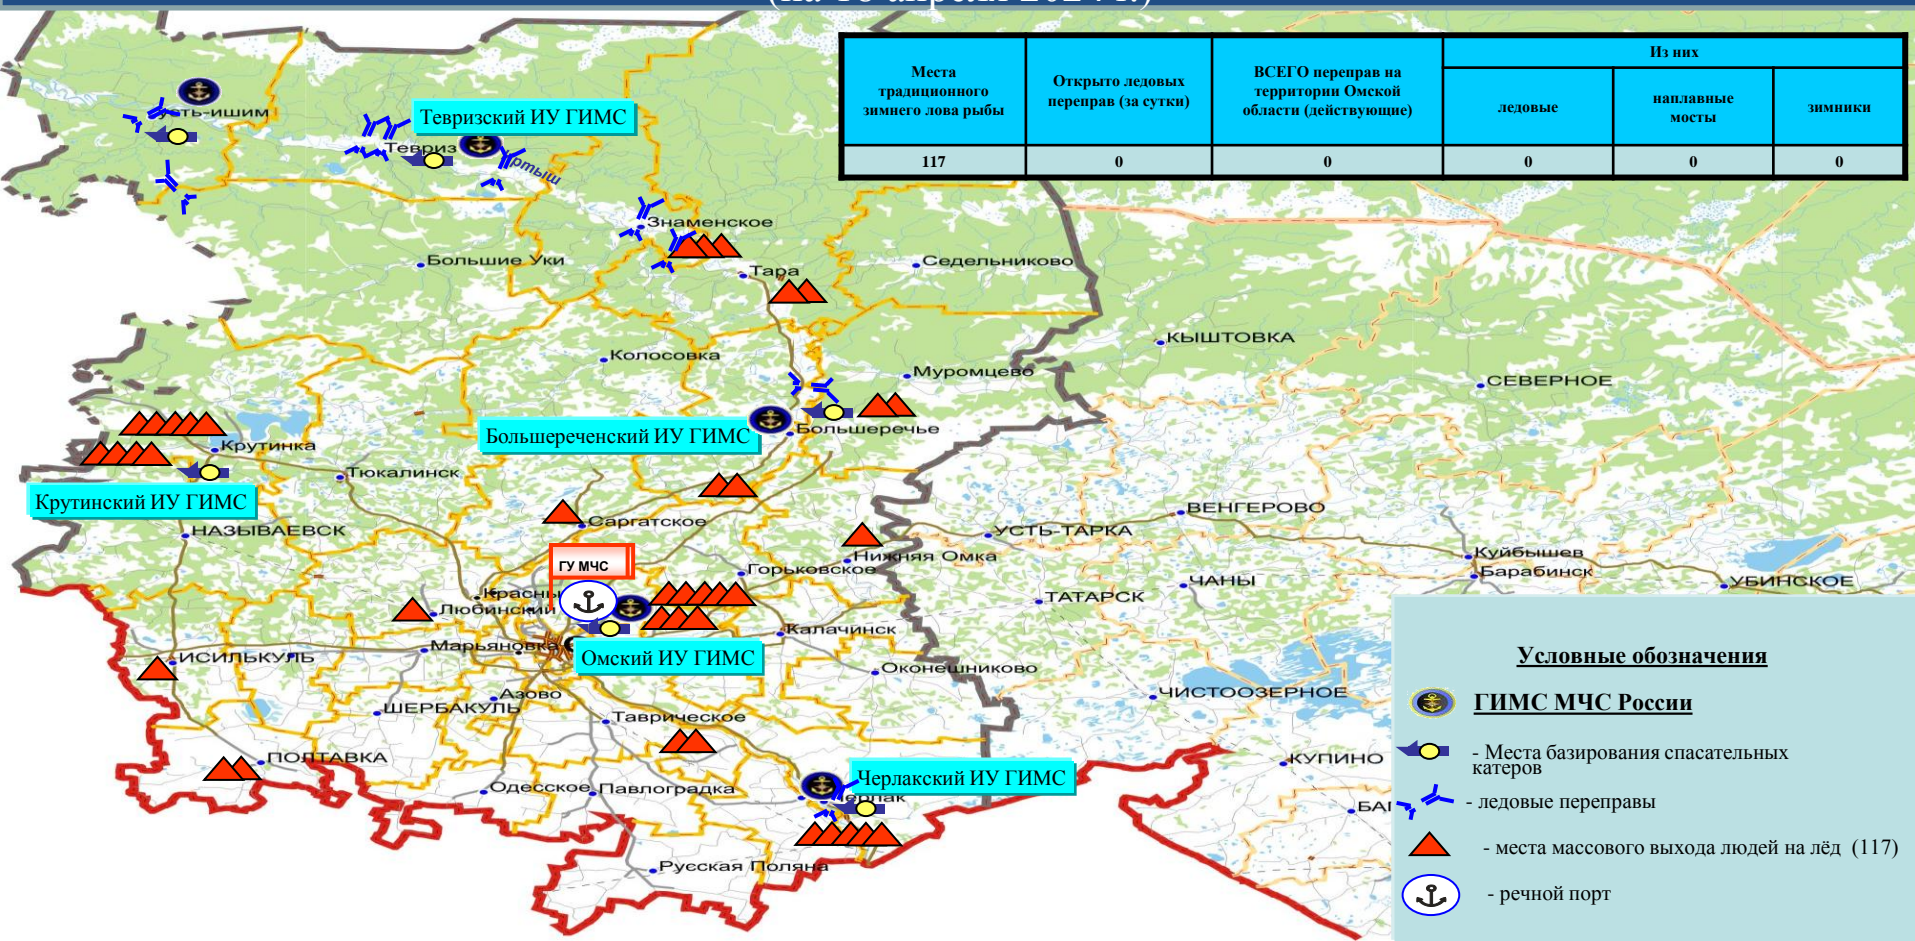 Места
традиционного
зимнего лова рыбы
Открыто ледовых
переправ (за сутки)
ВСЕГО переправ на
территории Омской
области (действующие)
Из них
ледовые
наплавные
мосты
зимники
117
0
0
0
0
0
Тевризский ИУ ГИМС
Тевриз
Знаменское
Большие Уки
Тара
Седельниково
КЫШТОВКА
Колосовка
Муромцево
СЕВЕРНОЕ
Большереченский ИУ ГИМС
Большеречье
Крутинка
Тюкалинск
Крутинский ИУ ГИМС
НАЗЫВАЕВСК
Саргатское
ВЕНГЕРОВО
УСТЬ-ТАРКА
Нижняя Омка
Куйбышев
Барабинск
ГУ МЧС
Горьковское
ЧАНЫ
УБИНСКОЕ
ТАТАРСК
Любинский
Калачинск
Марьяновка
Омский ИУ ГИМС
ИСИЛЬКУЛЬ
Оконешниково
Азово
ЧИСТООЗЕРНОЕ
ШЕРБАКУЛЬ
Таврическое
ПОЛТАВКА
КУПИНО
Черлакский ИУ ГИМС
Одесское
Павлоградка
Русская Поляна
Условные обозначения
ГИМС МЧС России
- Места базирования спасательных
катеров
- ледовые переправы
- места массового выхода людей на лёд (117)
- речной порт